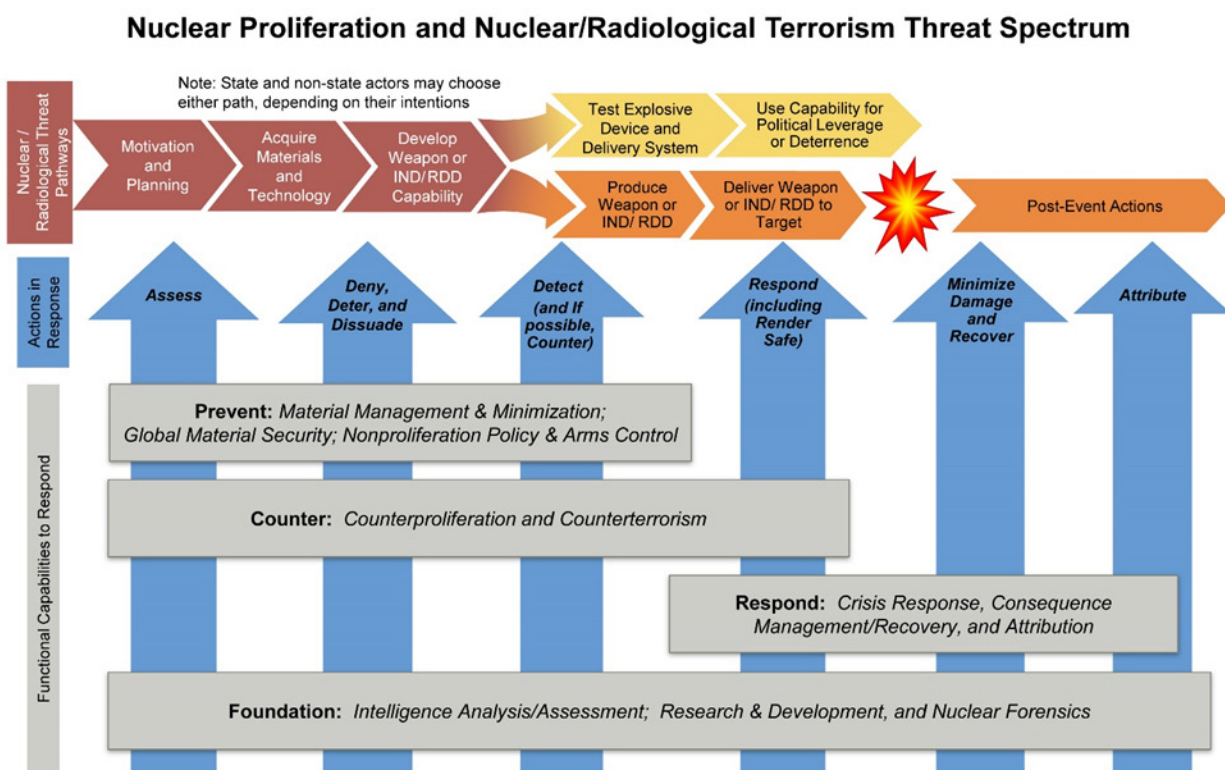 Nuclear Proliferation and Nuclear/Radiological Terrorism Threat Spectrum
Nuclear /
Radiological Threat
Pathways
Note: State and non-state actors may choose
either path, depending on their intentions
Motivation
and
Planning
Acquire
Materials
and
Technology
Develop
Weapon or
IND/RDD
Capability
Test Explosive
Device and
Delivery System
Use Capability for
Political Leverage
or Deterrence
Produce
Weapon or
IND/ RDD
Deliver Weapon
or IND/ RDD to
Target
Post-Event Actions
Actions in
Response
Assess
Deny,
Deter, and
Dissuade
Detect
(and If
possible,
Counter)
Respond
(including
Render
Safe)
Minimize
Damage
and
Recover
Attribute
Functional Capabilities to Respond
Prevent: Material Management & Minimization;
Global Material Security; Nonproliferation Policy & Arms Control
Counter: Counterproliferation and Counterterrorism
Respond: Crisis Response, Consequence
Management/Recovery, and Attribution
Foundation: Intelligence Analysis/Assessment; Research & Development, and Nuclear Forensics